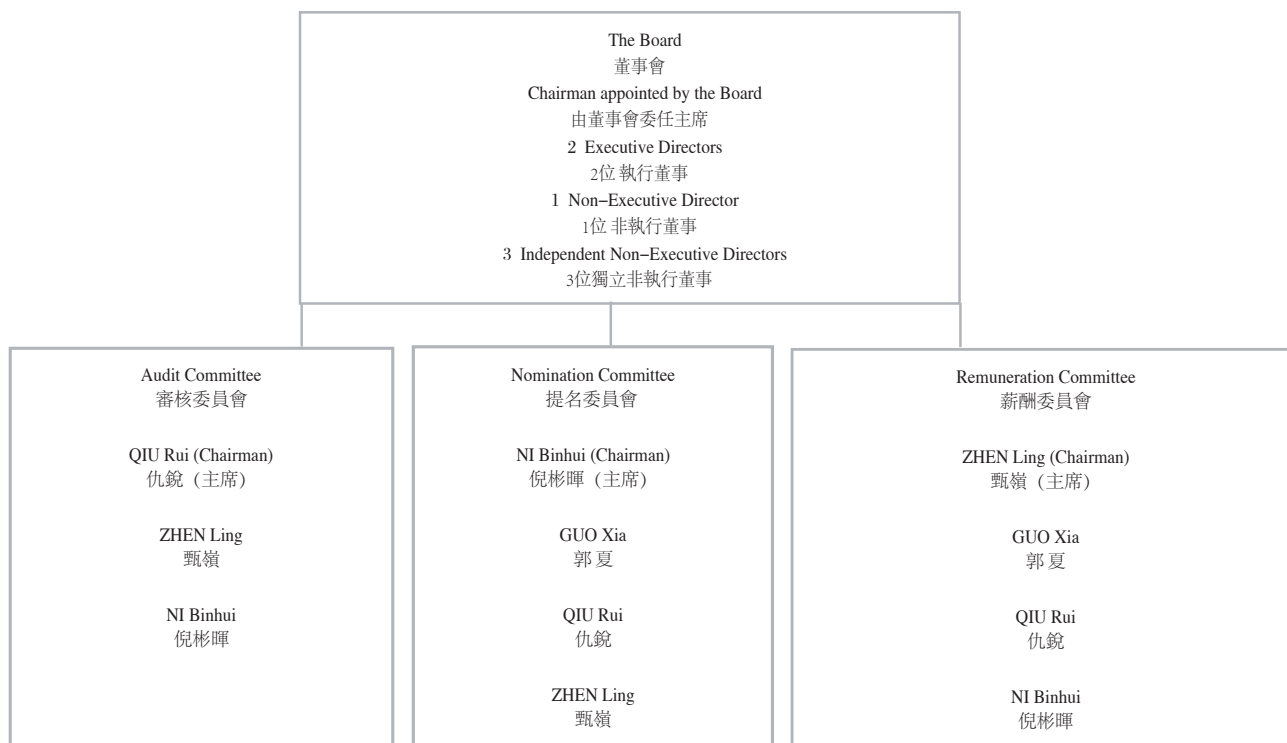 The Board
董事會
Chairman appointed by the Board
由董事會委任主席
2 Executive Directors
2位 執行董事
1 Non–Executive Director
1位 非執行董事
3 Independent Non–Executive Directors
3位獨立非執行董事
Audit Committee
審核委員會
QIU Rui (Chairman)
仇銳（主席）
ZHEN Ling
甄嶺
NI Binhui
倪彬暉
Nomination Committee
提名委員會
NI Binhui (Chairman)
倪彬暉（主席）
GUO Xia
郭夏
QIU Rui
仇銳
ZHEN Ling
甄嶺
Remuneration Committee
薪酬委員會
ZHEN Ling (Chairman)
甄嶺（主席）
GUO Xia
郭夏
QIU Rui
仇銳
NI Binhui
倪彬暉